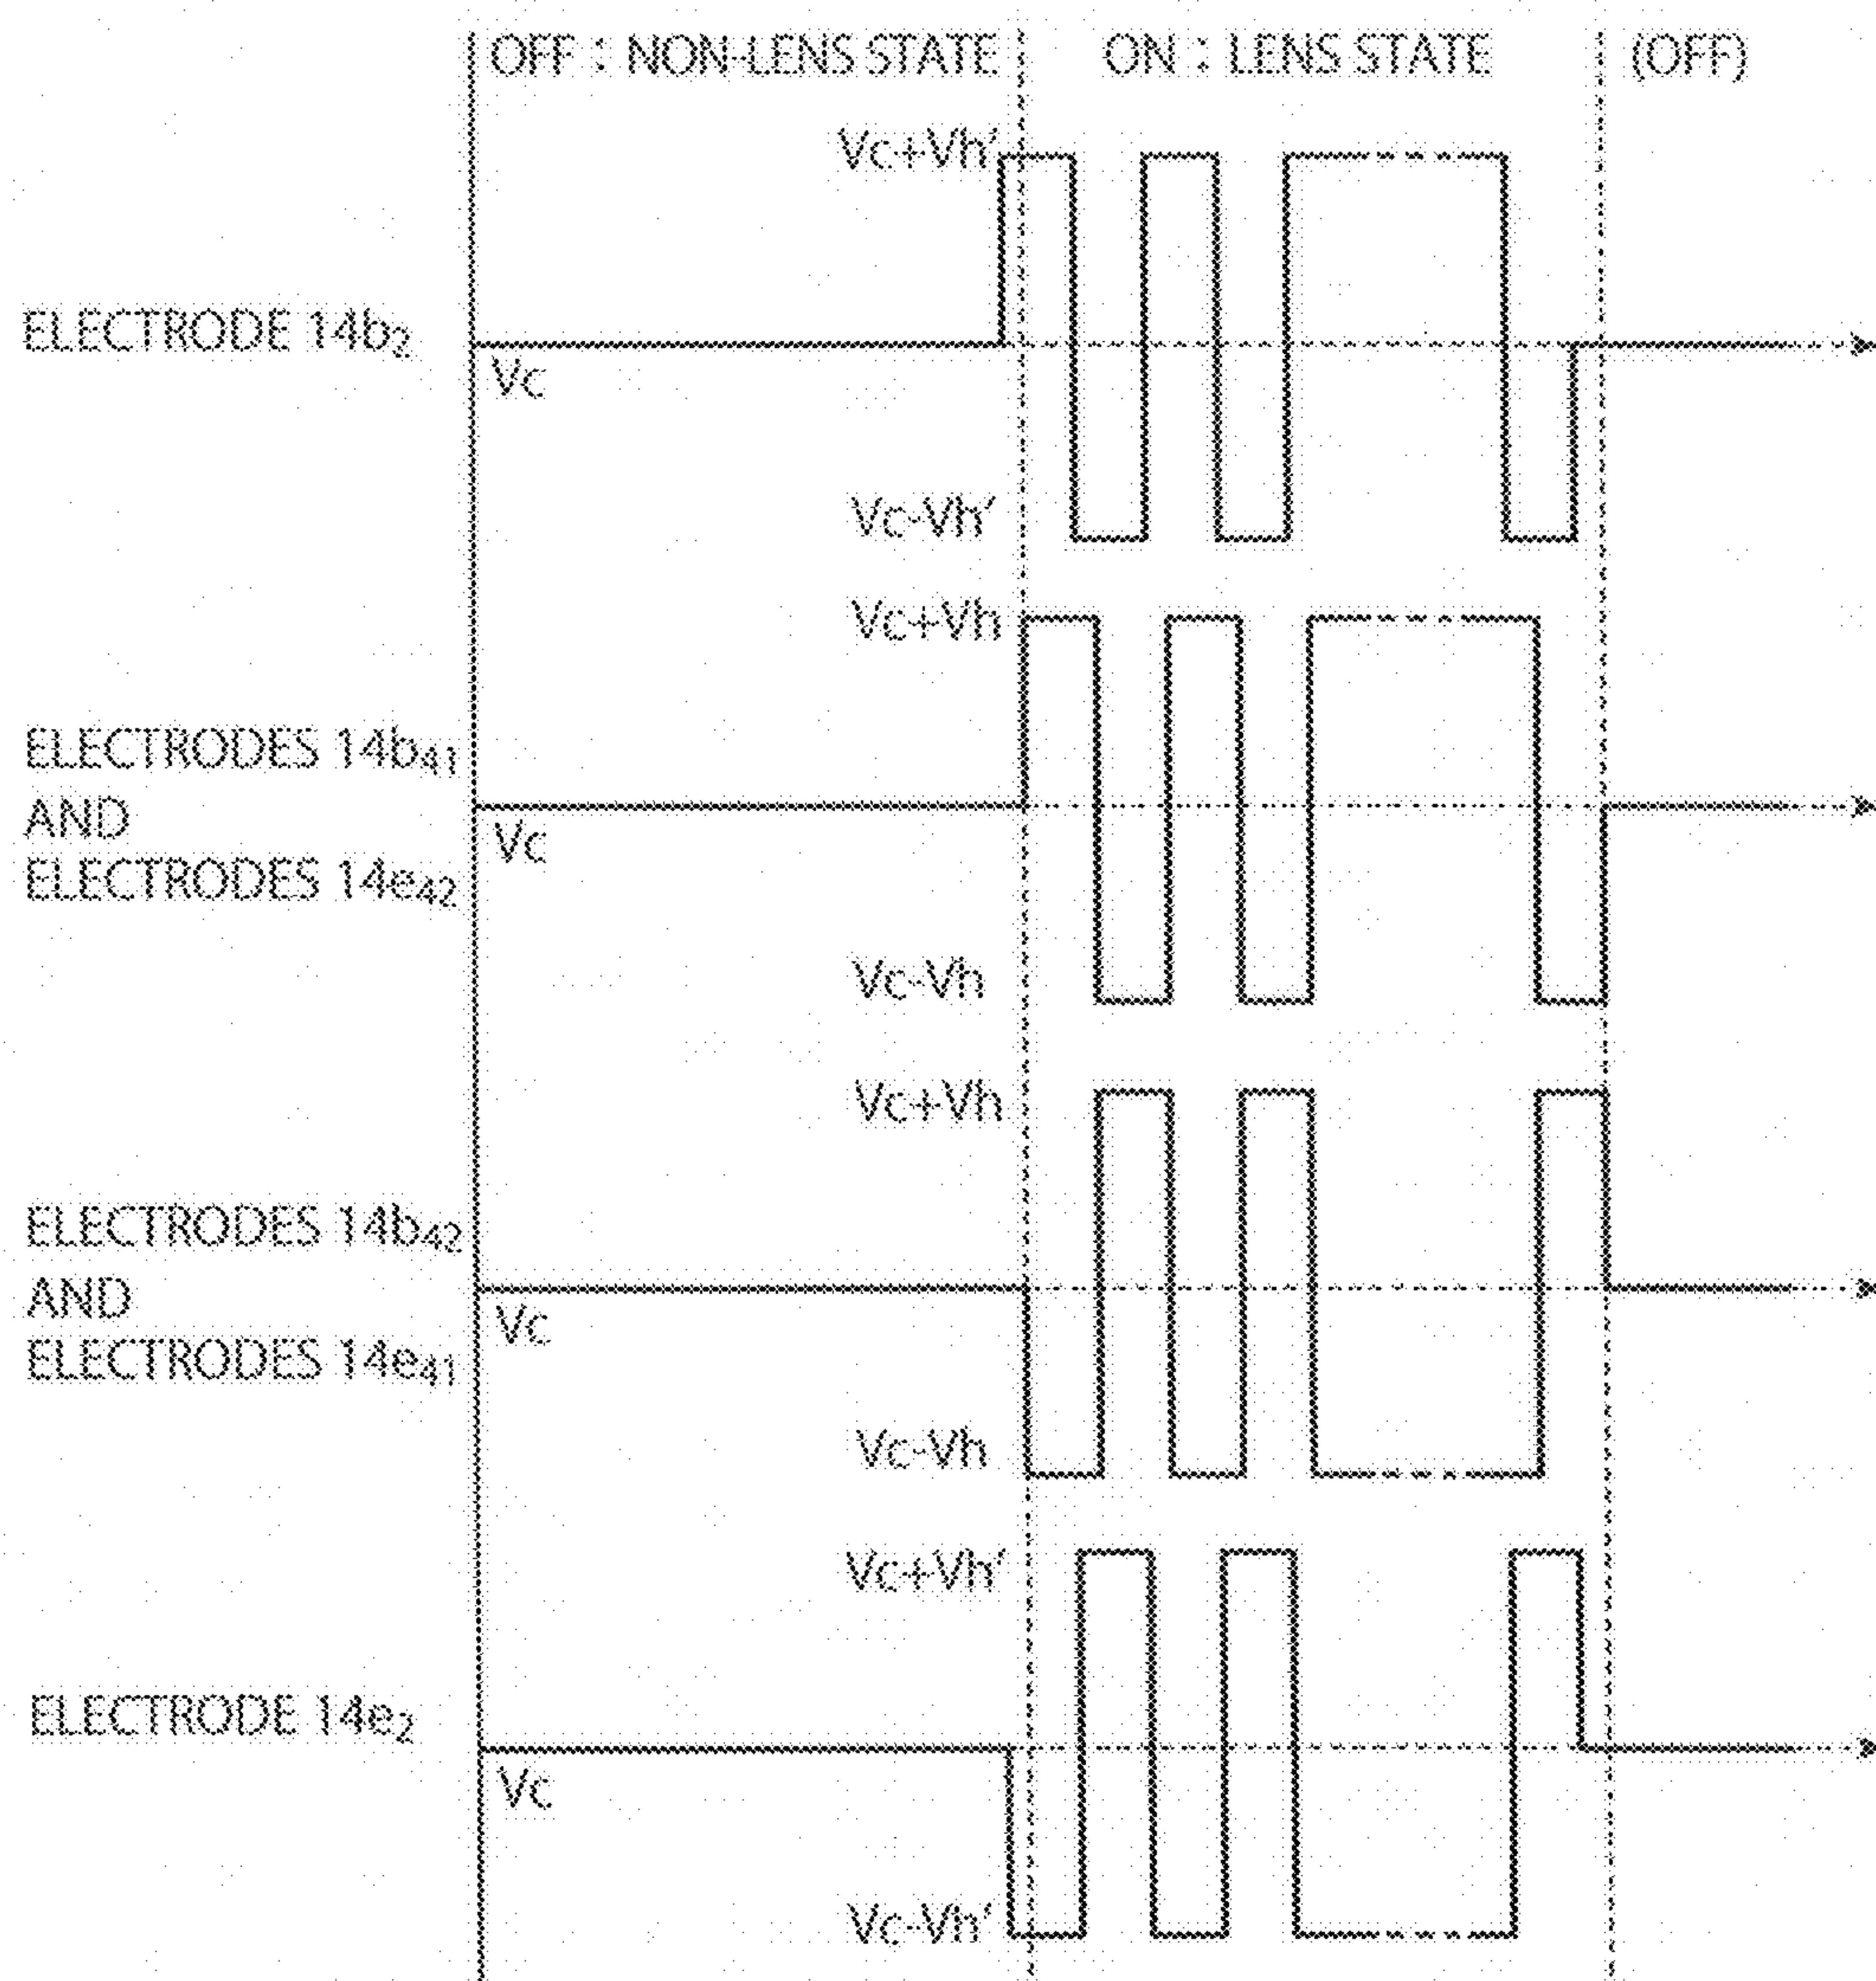 OFF : NON-LENS STATE
ON : LENS STATE
(OFF)
Vc+Vh'
ELECTRODE 14b2
Vc
Vc-Vh'
Vc+Vh
ELECTRODES 14b41
AND
ELECTRODES 14e42
Vc
Vc-Vh
Vc+Vh
ELECTRODES 14b42
AND
ELECTRODES 14e41
Vc
Vc-Vh
Vc+Vh'
ELECTRODE 14e2
Vc
Vc-Vh'